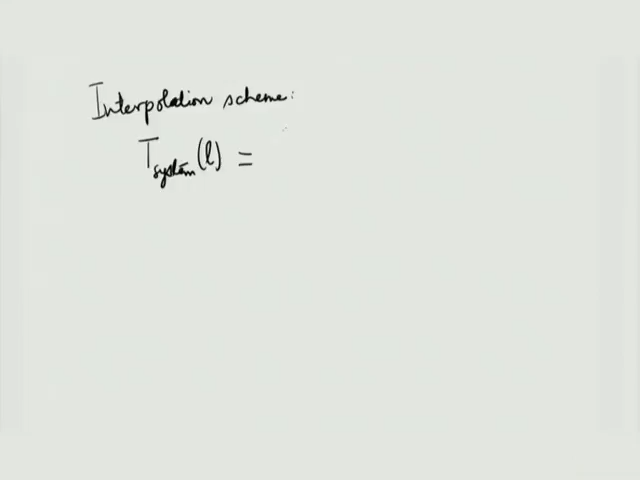 Interpolation scheme:
T_system(l) =